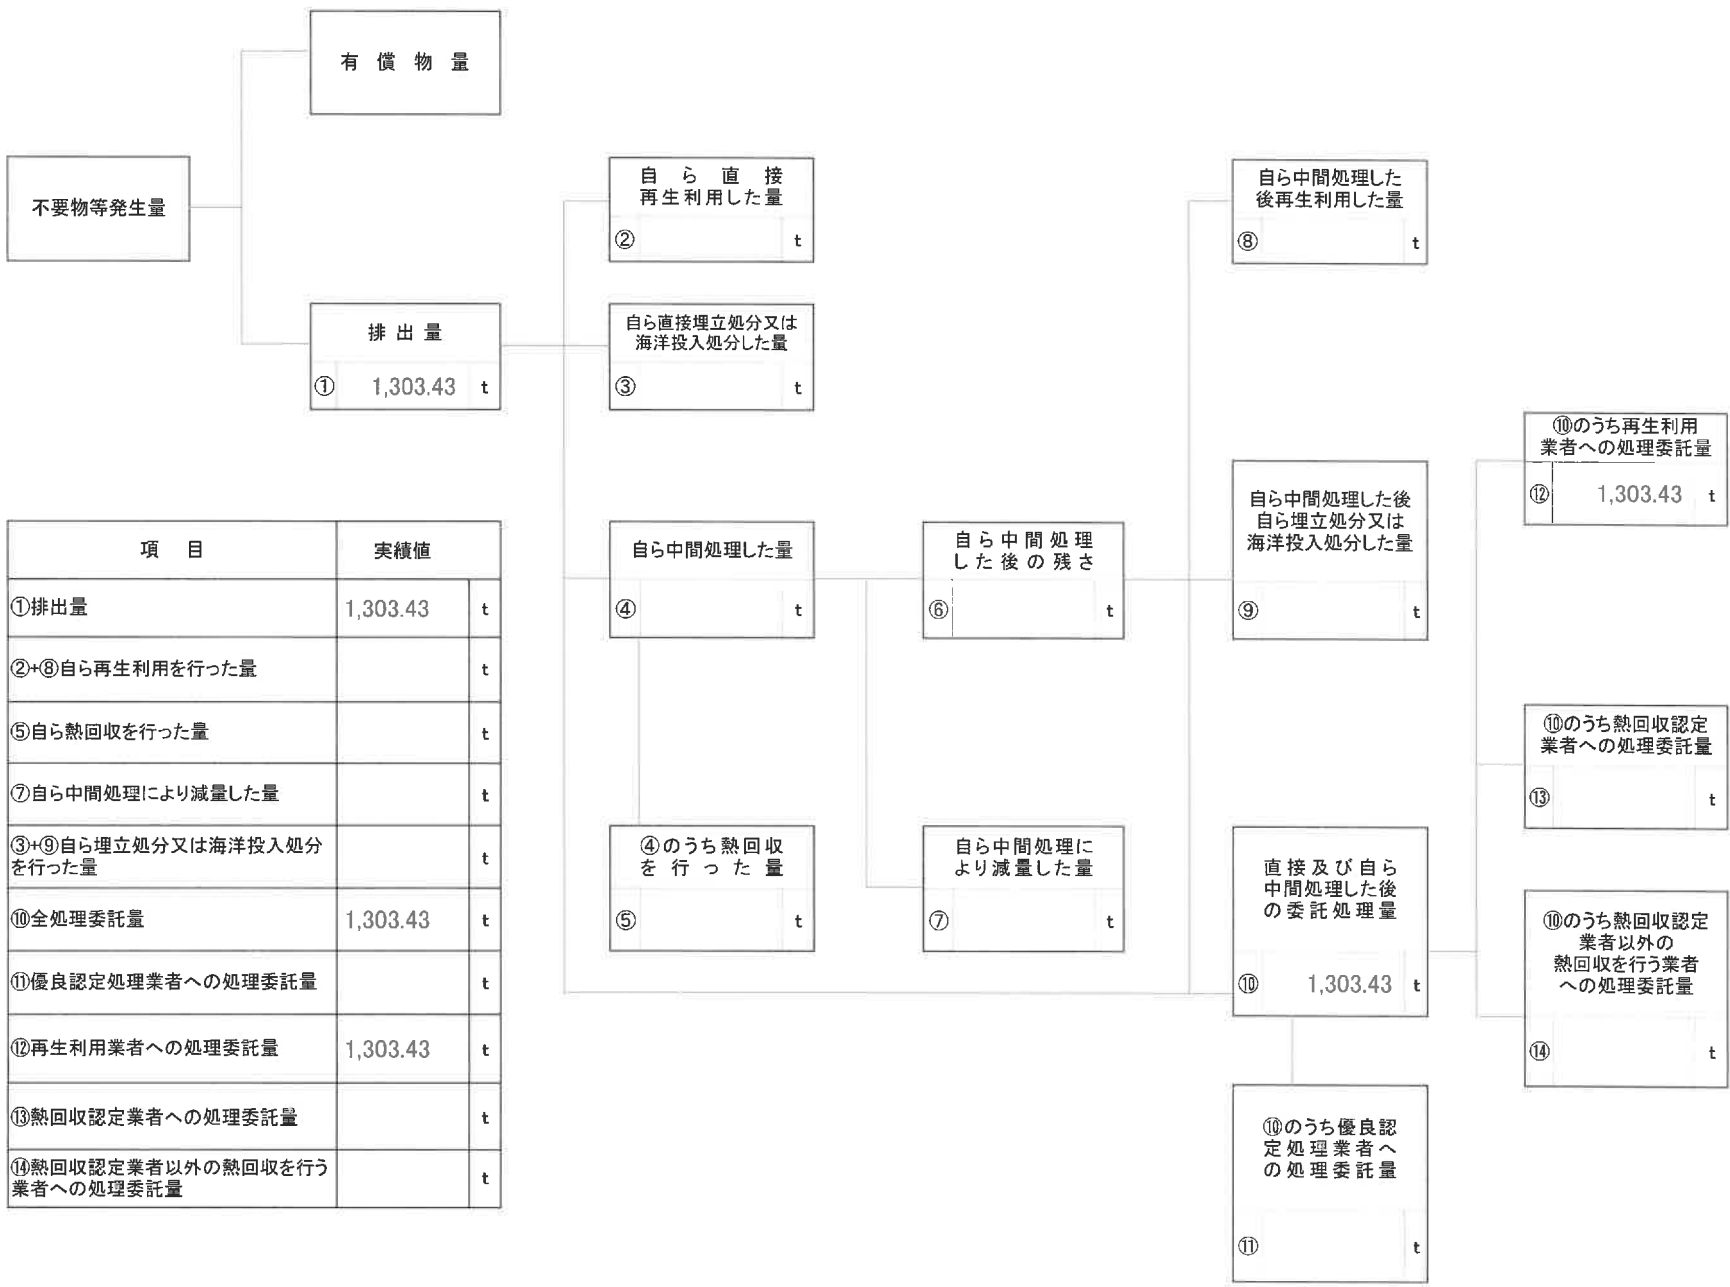 有償物量
不要物等発生量
排出量
① 1,303.43 t
自ら直接
再生利用した量
② t
自ら直接埋立処分又は
海洋投入処分した量
③ t
自ら中間処理した量
④ t
④のうち熱回収
を行った量
⑤ t
自ら中間処理
した後の残さ
⑥ t
自ら中間処理に
より減量した量
⑦ t
自ら中間処理した
後再生利用した量
⑧ t
自ら中間処理した後
自ら埋立処分又は
海洋投入処分した量
⑨ t
直接及び自ら
中間処理した後
の委託処理量
⑩ 1,303.43 t
⑩のうち優良認
定処理業者へ
の処理委託量
⑪ t
⑩のうち再生利用
業者への処理委託量
⑫ 1,303.43 t
⑩のうち熱回収認定
業者への処理委託量
⑬ t
⑩のうち熱回収認定
業者以外の
熱回収を行う業者
への処理委託量
⑭ t
項目 実績値
①排出量 1,303.43 t
②+⑧自ら再生利用を行った量 t
⑤自ら熱回収を行った量 t
⑦自ら中間処理により減量した量 t
③+⑨自ら埋立処分又は海洋投入処分
を行った量 t
⑩全処理委託量 1,303.43 t
⑪優良認定処理業者への処理委託量 t
⑫再生利用業者への処理委託量 1,303.43 t
⑬熱回収認定業者への処理委託量 t
⑭熱回収認定業者以外の熱回収を行う
業者への処理委託量 t